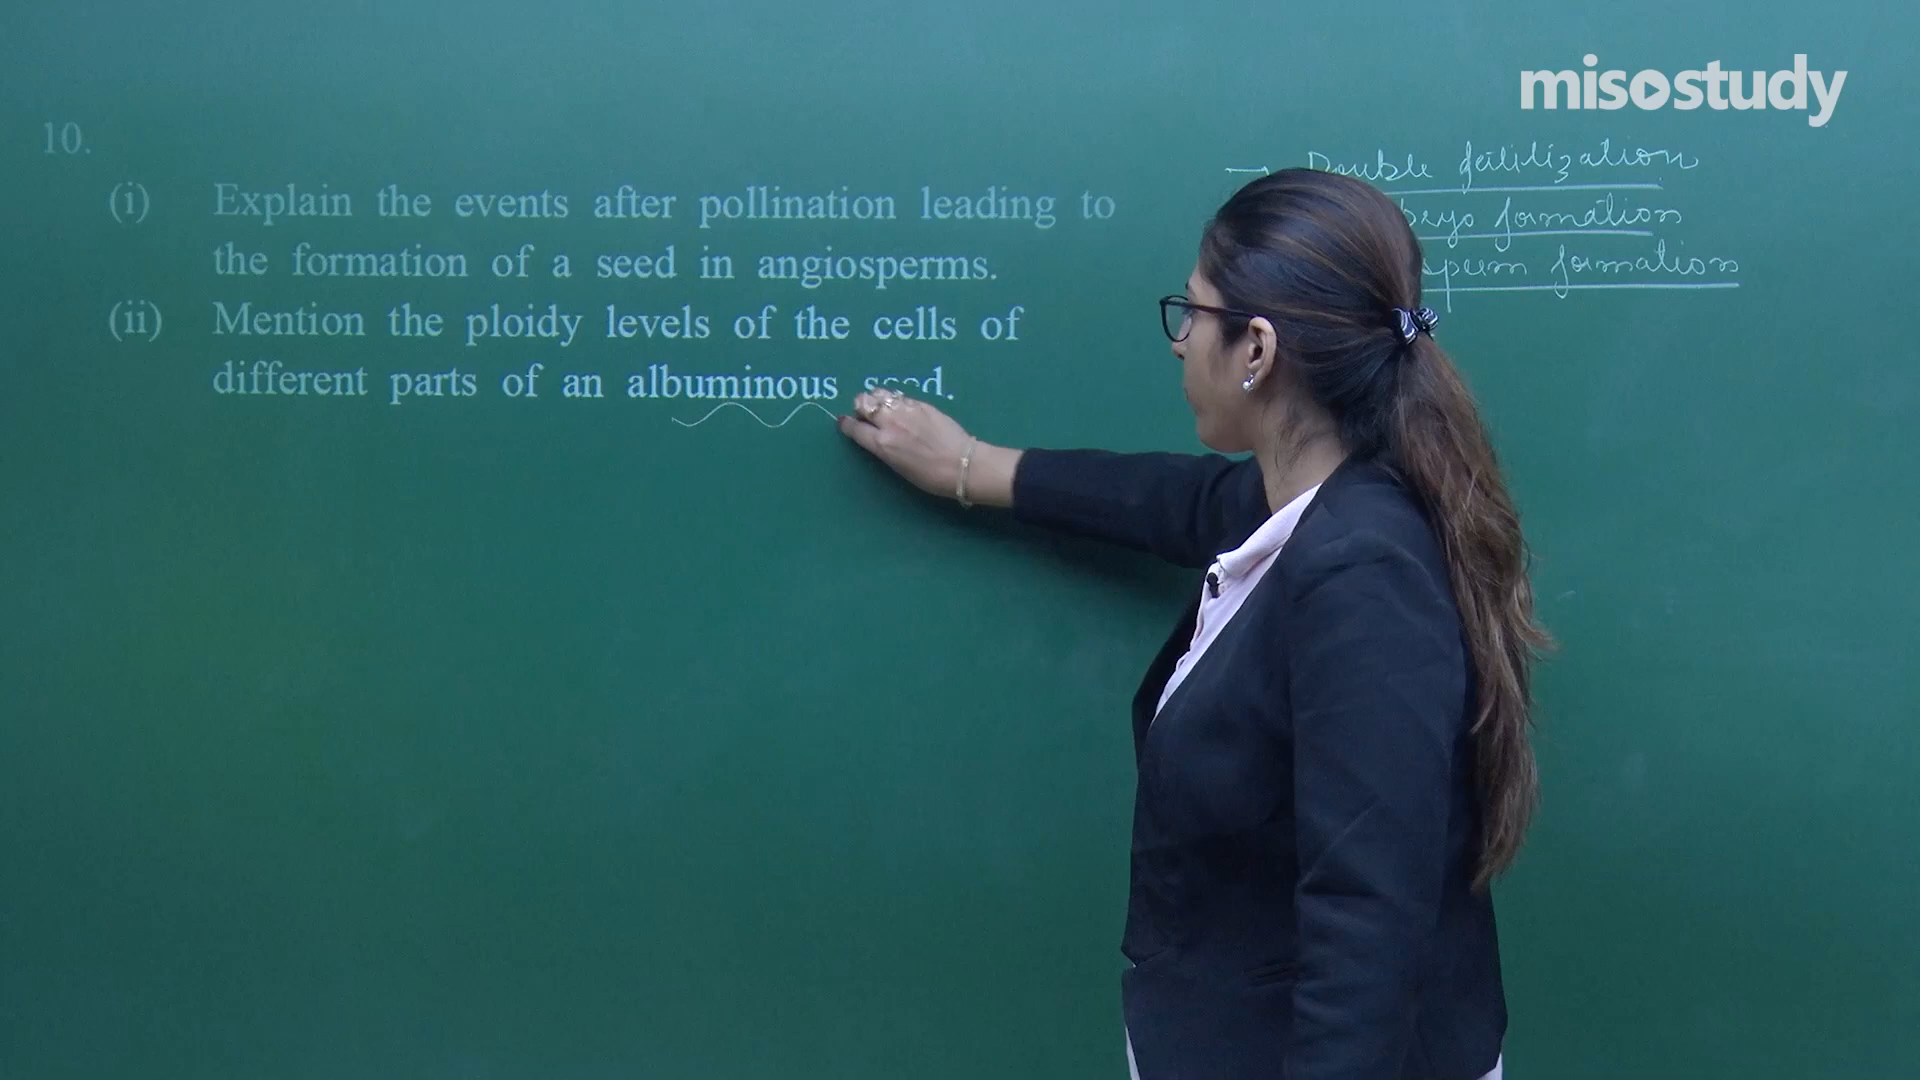 misostudy
10.
(i) Explain the events after pollination leading to
the formation of a seed in angiosperms.
(ii) Mention the ploidy levels of the cells of
different parts of an albuminous seed.
→ Double fertilization
formation
formation